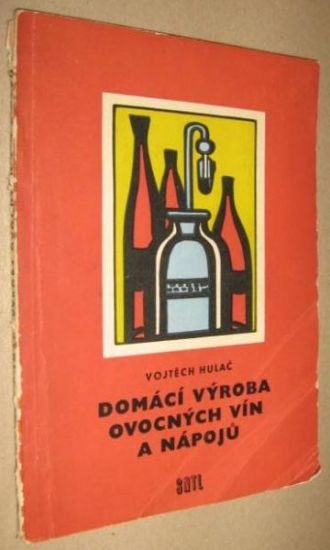 VOJTĚCH HULAČ
DOMÁCÍ VÝROBA
OVOCNÝCH VÍN
A NÁPOJŮ
SNTL